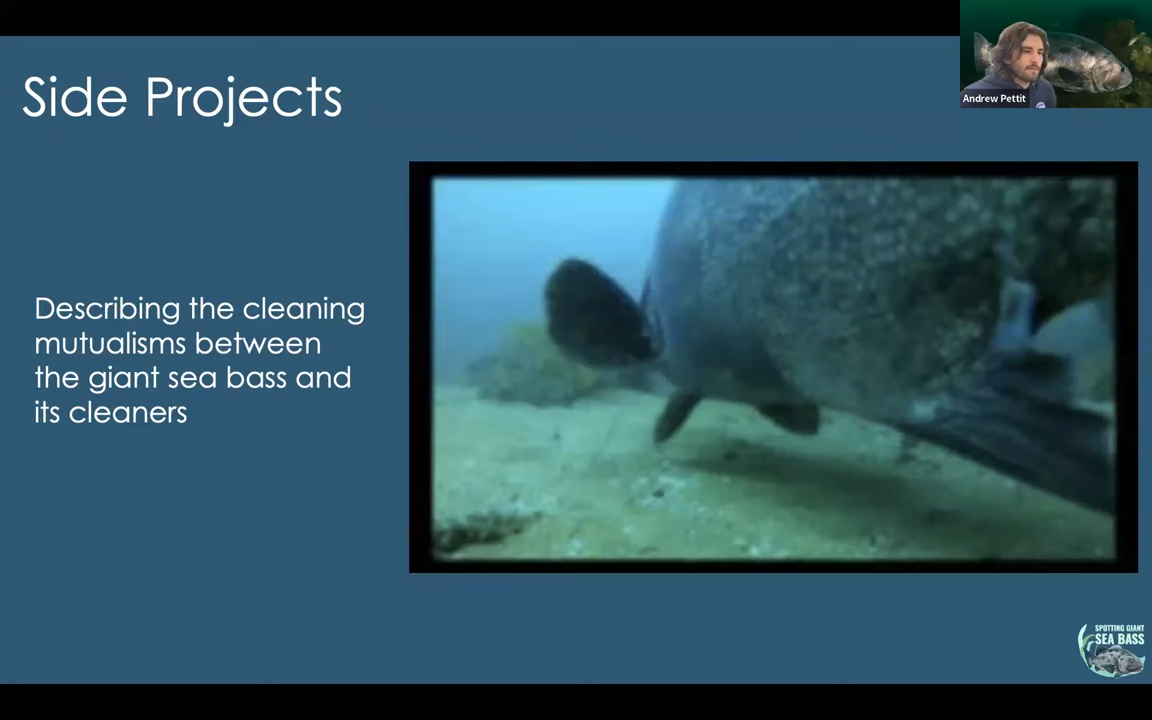 Side Projects
Andrew Pettit
Describing the cleaning
mutualisms between
the giant sea bass and
its cleaners
SPOTTING GIANT
SEA BASS